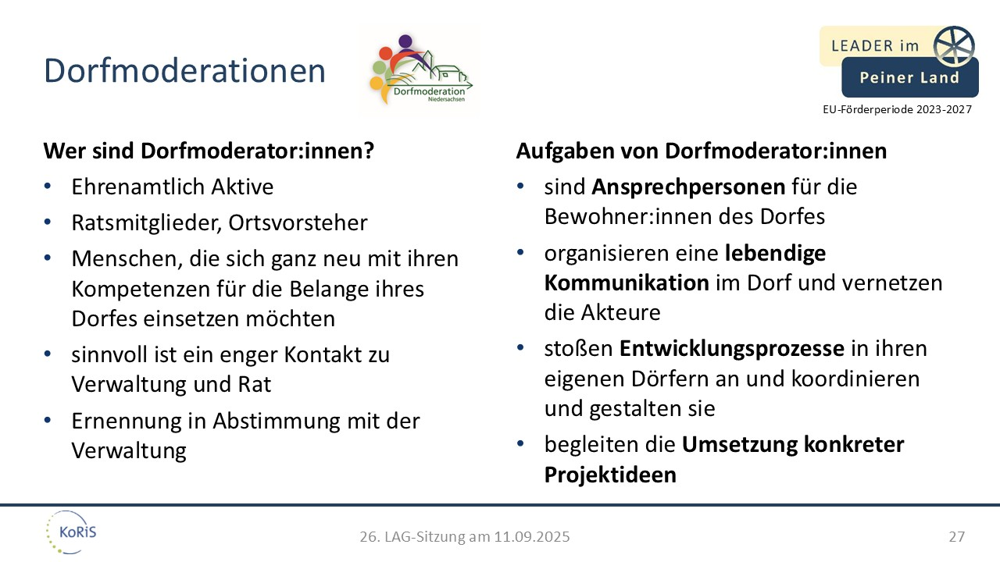 Dorfmoderationen
Dorfmoderation
Niedersachsen
LEADER im
Peiner Land
EU-Förderperiode 2023-2027
Wer sind Dorfmoderator:innen?
• Ehrenamtlich Aktive
• Ratsmitglieder, Ortsvorsteher
• Menschen, die sich ganz neu mit ihren
Kompetenzen für die Belange ihres
Dorfes einsetzen möchten
• sinnvoll ist ein enger Kontakt zu
Verwaltung und Rat
• Ernennung in Abstimmung mit der
Verwaltung
Aufgaben von Dorfmoderator:innen
• sind Ansprechpersonen für die
Bewohner:innen des Dorfes
• organisieren eine lebendige
Kommunikation im Dorf und vernetzen
die Akteure
• stoßen Entwicklungsprozesse in ihren
eigenen Dörfern an und koordinieren
und gestalten sie
• begleiten die Umsetzung konkreter
Projektideen
KoRiS
26. LAG-Sitzung am 11.09.2025
27